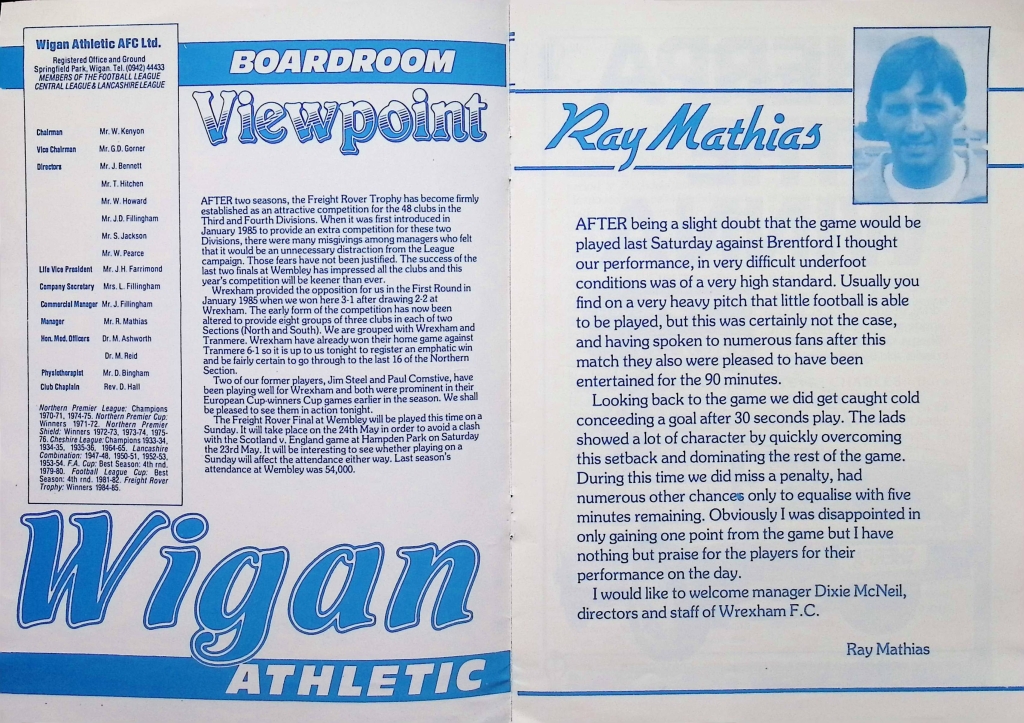 Wigan Athletic AFC Ltd.
Registered Office and Ground
Springfield Park, Wigan. Tel. (0942) 44433
MEMBERS OF THE FOOTBALL LEAGUE
CENTRAL LEAGUE & LANCASHIRE LEAGUE
Chairman Mr. W. Kenyon
Vice Chairman Mr. G.D. Gorner
Directors Mr. J. Bennett
Mr. T. Hitchen
Mr. W. Howard
Mr. J.D. Fillingham
Mr. S. Jackson
Mr. W. Pearce
Life Vice President Mr. J.H. Farrimond
Company Secretary Mrs. L. Fillingham
Commercial Manager Mr. J. Fillingham
Manager Mr. R. Mathias
Hon. Med. Officers Dr. M. Ashworth
Dr. M. Reid
Physiotherapist Mr. D. Bingham
Club Chaplain Rev. D. Hall
Northern Premier League: Champions
1970-71, 1974-75. Northern Premier Cup:
Winners 1971-72. Northern Premier
Shield: Winners 1972-73, 1973-74, 1975-
76. Cheshire League: Champions 1933-34,
1934-35, 1935-36, 1964-65. Lancashire
Combination: 1947-48, 1950-51, 1952-53,
1953-54. F.A. Cup: Best Season: 4th rnd.
1979-80. Football League Cup: Best
Season: 4th rnd. 1981-82. Freight Rover
Trophy: Winners 1984-85.
BOARDROOM
Viewpoint
AFTER two seasons, the Freight Rover Trophy has become firmly
established as an attractive competition for the 48 clubs in the
Third and Fourth Divisions. When it was first introduced in
January 1985 to provide an extra competition for these two
Divisions, there were many misgivings among managers who felt
that it would be an unnecessary distraction from the League
campaign. Those fears have not been justified. The success of the
last two finals at Wembley has impressed all the clubs and this
year's competition will be keener than ever.
Wrexham provided the opposition for us in the First Round in
January 1985 when we won here 3-1 after drawing 2-2 at
Wrexham. The early form of the competition has now been
altered to provide eight groups of three clubs in each of two
Sections (North and South). We are grouped with Wrexham and
Tranmere. Wrexham have already won their home game against
Tranmere 6-1 so it is up to us tonight to register an emphatic win
and be fairly certain to go through to the last 16 of the Northern
Section.
Two of our former players, Jim Steel and Paul Comstive, have
been playing well for Wrexham and both were prominent in their
European Cup-winners Cup games earlier in the season. We shall
be pleased to see them in action tonight.
The Freight Rover Final at Wembley will be played this time on a
Sunday. It will take place on the 24th May in order to avoid a clash
with the Scotland v. England game at Hampden Park on Saturday
the 23rd May. It will be interesting to see whether playing on a
Sunday will affect the attendance either way. Last season's
attendance at Wembley was 54,000.
Wigan
ATHLETIC
Ray Mathias
AFTER being a slight doubt that the game would be
played last Saturday against Brentford I thought
our performance, in very difficult underfoot
conditions was of a very high standard. Usually you
find on a very heavy pitch that little football is able
to be played, but this was certainly not the case,
and having spoken to numerous fans after this
match they also were pleased to have been
entertained for the 90 minutes.
Looking back to the game we did get caught cold
conceeding a goal after 30 seconds play. The lads
showed a lot of character by quickly overcoming
this setback and dominating the rest of the game.
During this time we did miss a penalty, had
numerous other chances only to equalise with five
minutes remaining. Obviously I was disappointed in
only gaining one point from the game but I have
nothing but praise for the players for their
performance on the day.
I would like to welcome manager Dixie McNeil,
directors and staff of Wrexham F.C.
Ray Mathias